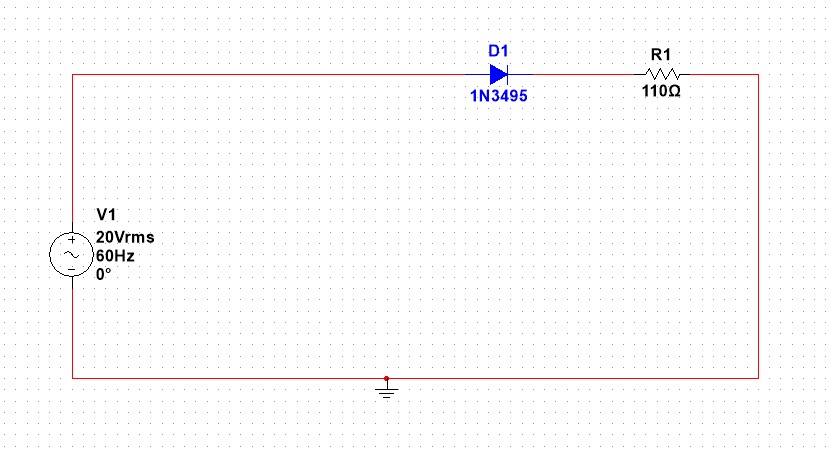 D1
1N3495
R1
110Ω
V1
20Vrms
60Hz
0°